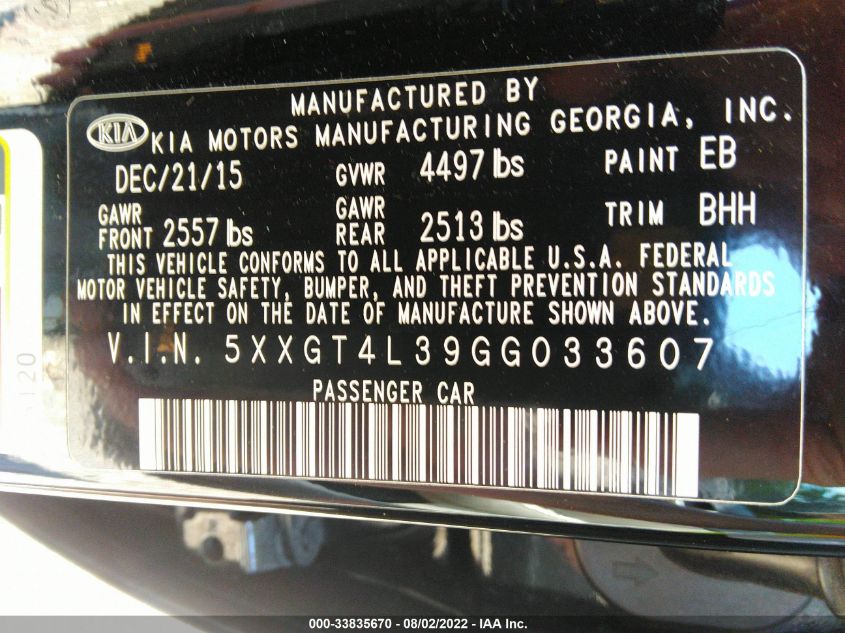 MANUFACTURED BY
KIA KIA MOTORS MANUFACTURING GEORGIA, INC.
DEC/21/15 GVWR 4497 lbs PAINT EB
GAWR FRONT 2557 lbs GAWR REAR 2513 lbs TRIM BHH
THIS VEHICLE CONFORMS TO ALL APPLICABLE U.S.A. FEDERAL
MOTOR VEHICLE SAFETY, BUMPER, AND THEFT PREVENTION STANDARDS
IN EFFECT ON THE DATE OF MANUFACTURE SHOWN ABOVE.
V.I.N. 5XXGT4L39GG033607
PASSENGER CAR
000-33835670 - 08/02/2022 - IAA Inc.